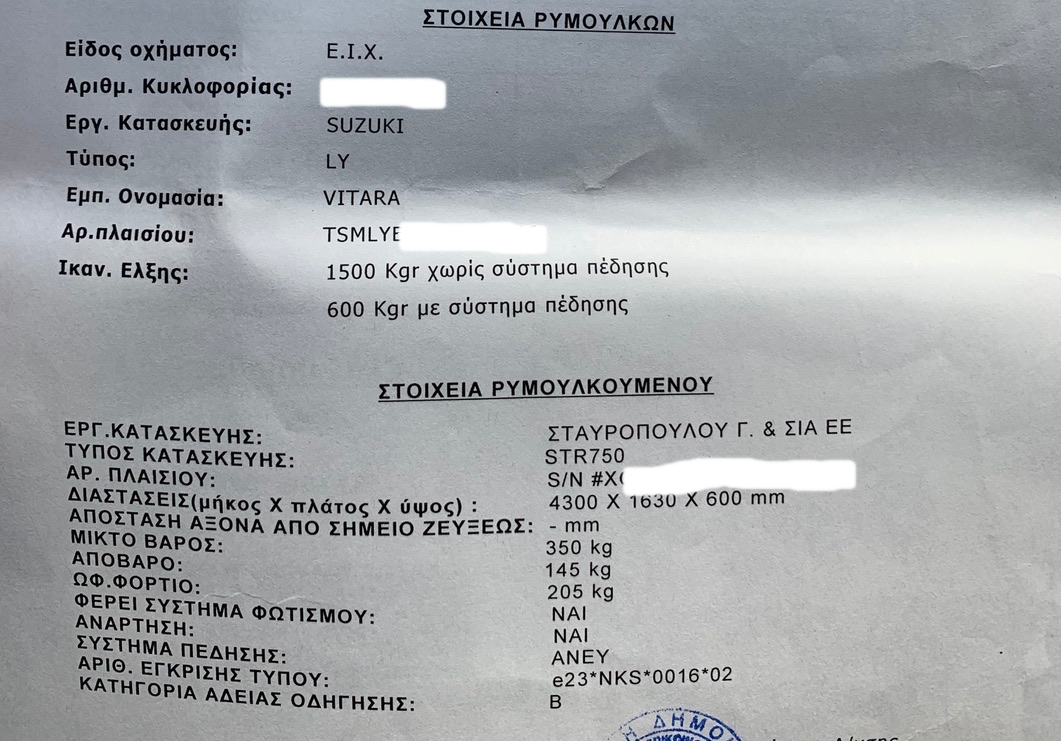 ΣΤΟΙΧΕΙΑ ΡΥΜΟΥΛΚΩΝ
Είδος οχήματος: Ε.Ι.Χ.
Αριθμ. Κυκλοφορίας:
Εργ. Κατασκευής: SUZUKI
Τύπος: LY
Εμπ. Ονομασία: VITARA
Αρ.πλαισίου: TSMLYE
Ικαν. Ελξης: 1500 Kgr χωρίς σύστημα πέδησης
600 Kgr με σύστημα πέδησης
ΣΤΟΙΧΕΙΑ ΡΥΜΟΥΛΚΟΥΜΕΝΟΥ
ΕΡΓ.ΚΑΤΑΣΚΕΥΗΣ: ΣΤΑΥΡΟΠΟΥΛΟΥ Γ. & ΣΙΑ ΕΕ
ΤΥΠΟΣ ΚΑΤΑΣΚΕΥΗΣ: STR750
ΑΡ. ΠΛΑΙΣΙΟΥ: S/N #X
ΔΙΑΣΤΑΣΕΙΣ(μήκος Χ πλάτος Χ ύψος) : 4300 X 1630 X 600 mm
ΑΠΟΣΤΑΣΗ ΑΞΟΝΑ ΑΠΟ ΣΗΜΕΙΟ ΖΕΥΞΕΩΣ: - mm
ΜΙΚΤΟ ΒΑΡΟΣ: 350 kg
ΑΠΟΒΑΡΟ: 145 kg
ΩΦ.ΦΟΡΤΙΟ: 205 kg
ΦΕΡΕΙ ΣΥΣΤΗΜΑ ΦΩΤΙΣΜΟΥ: ΝΑΙ
ΑΝΑΡΤΗΣΗ: ΝΑΙ
ΣΥΣΤΗΜΑ ΠΕΔΗΣΗΣ: ΑΝΕΥ
ΑΡΙΘ. ΕΓΚΡΙΣΗΣ ΤΥΠΟΥ: e23*NKS*0016*02
ΚΑΤΗΓΟΡΙΑ ΑΔΕΙΑΣ ΟΔΗΓΗΣΗΣ: B